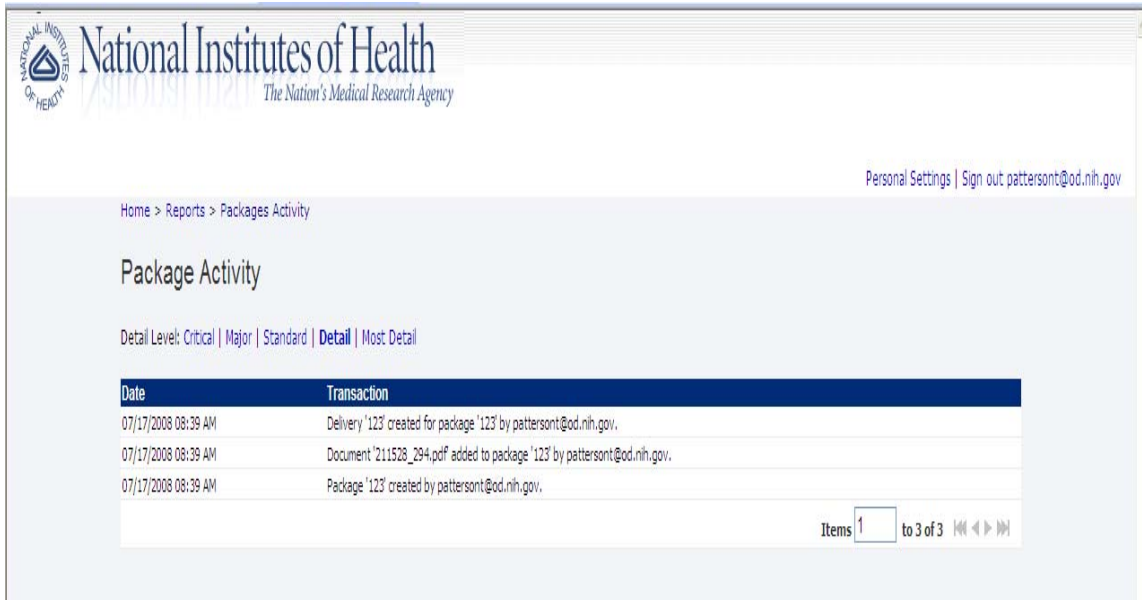 NATIONAL INSTITUTES OF HEALTH
National Institutes of Health
The Nation's Medical Research Agency
Personal Settings | Sign out pattersont@od.nih.gov
Home > Reports > Packages Activity
Package Activity
Detail Level: Critical | Major | Standard | Detail | Most Detail
Date Transaction
07/17/2008 08:39 AM Delivery '123' created for package '123' by pattersont@od.nih.gov.
07/17/2008 08:39 AM Document '211528_294.pdf' added to package '123' by pattersont@od.nih.gov.
07/17/2008 08:39 AM Package '123' created by pattersont@od.nih.gov.
Items 1 to 3 of 3